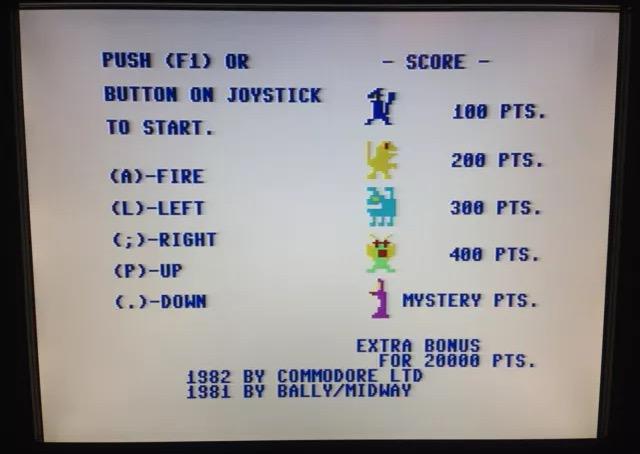 PUSH (F1) OR
BUTTON ON JOYSTICK
TO START.
(A)-FIRE
(L)-LEFT
(;)-RIGHT
(P)-UP
(.)-DOWN
- SCORE -
100 PTS.
200 PTS.
300 PTS.
400 PTS.
MYSTERY PTS.
EXTRA BONUS
FOR 20000 PTS.
1982 BY COMMODORE LTD
1981 BY BALLY/MIDWAY